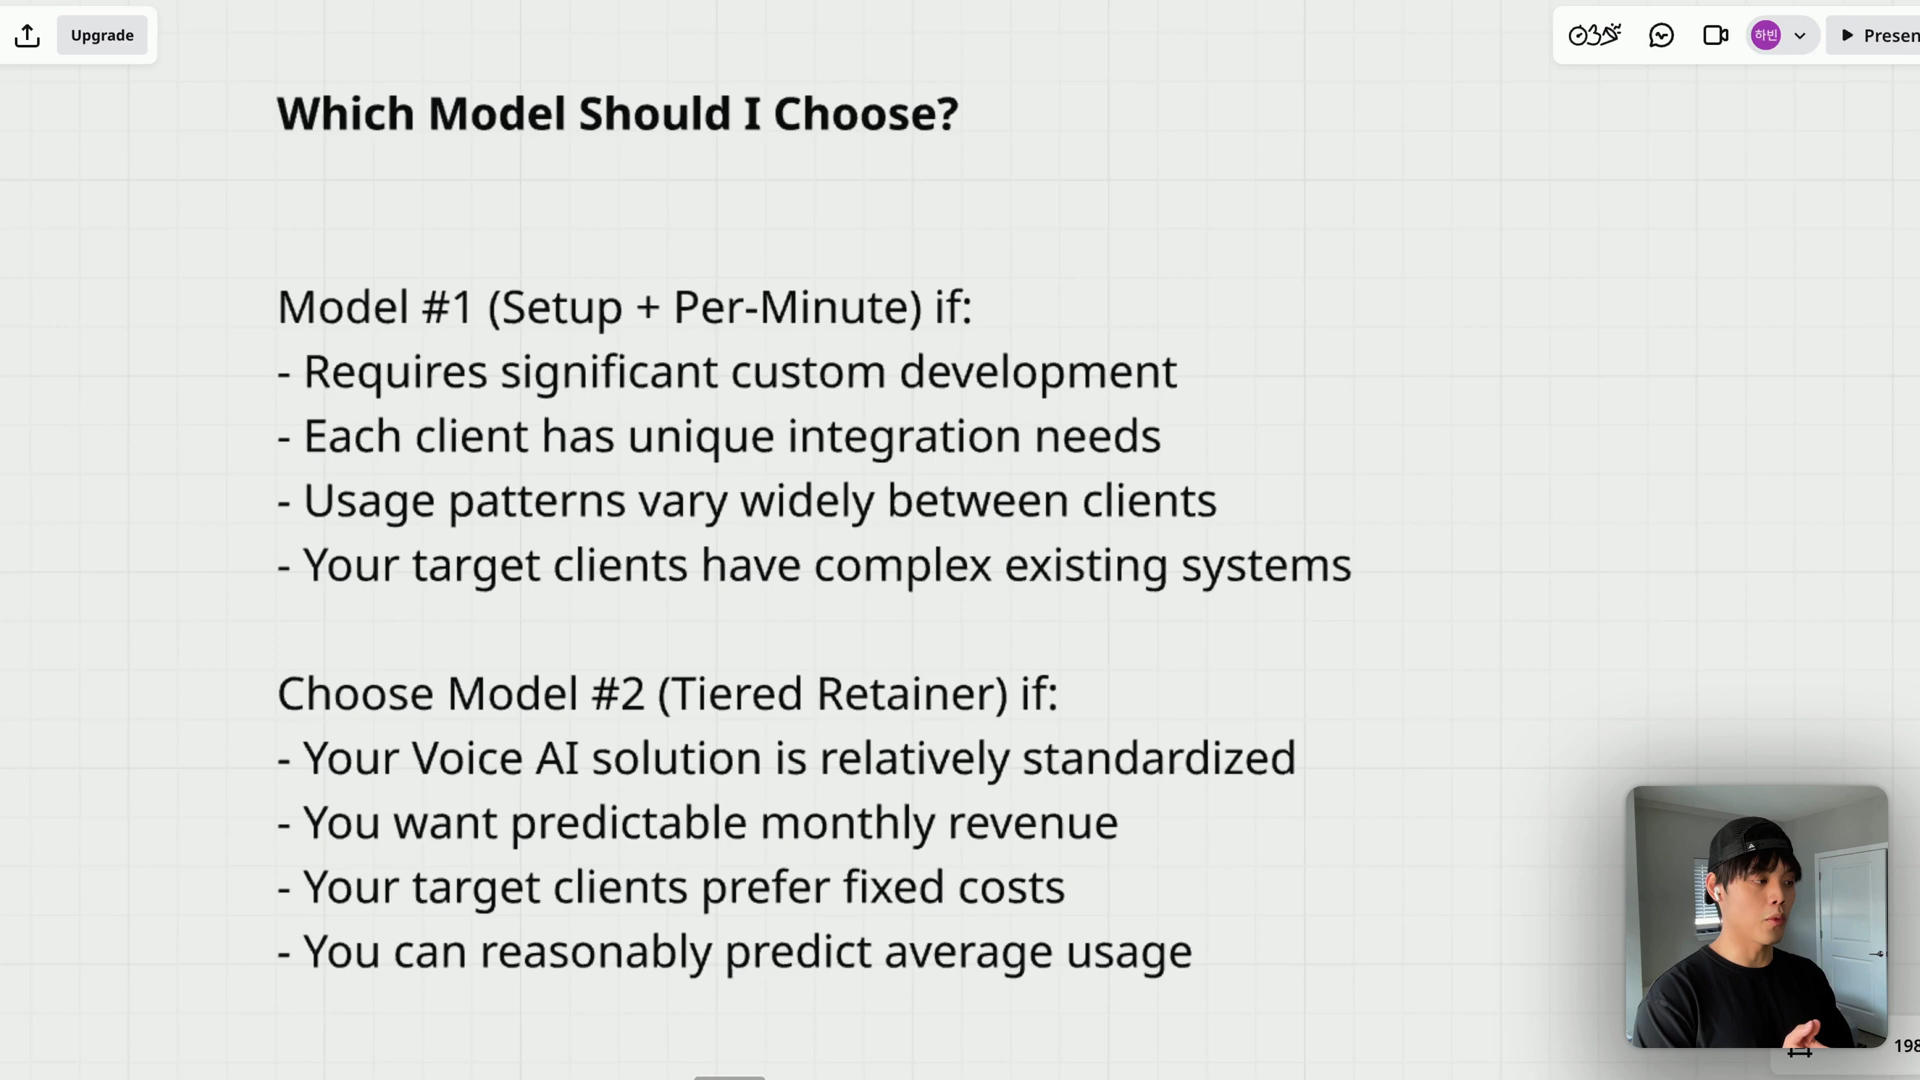 Upgrade
하빈
Presen
Which Model Should I Choose?
Model #1 (Setup + Per-Minute) if:
- Requires significant custom development
- Each client has unique integration needs
- Usage patterns vary widely between clients
- Your target clients have complex existing systems
Choose Model #2 (Tiered Retainer) if:
- Your Voice AI solution is relatively standardized
- You want predictable monthly revenue
- Your target clients prefer fixed costs
- You can reasonably predict average usage
198